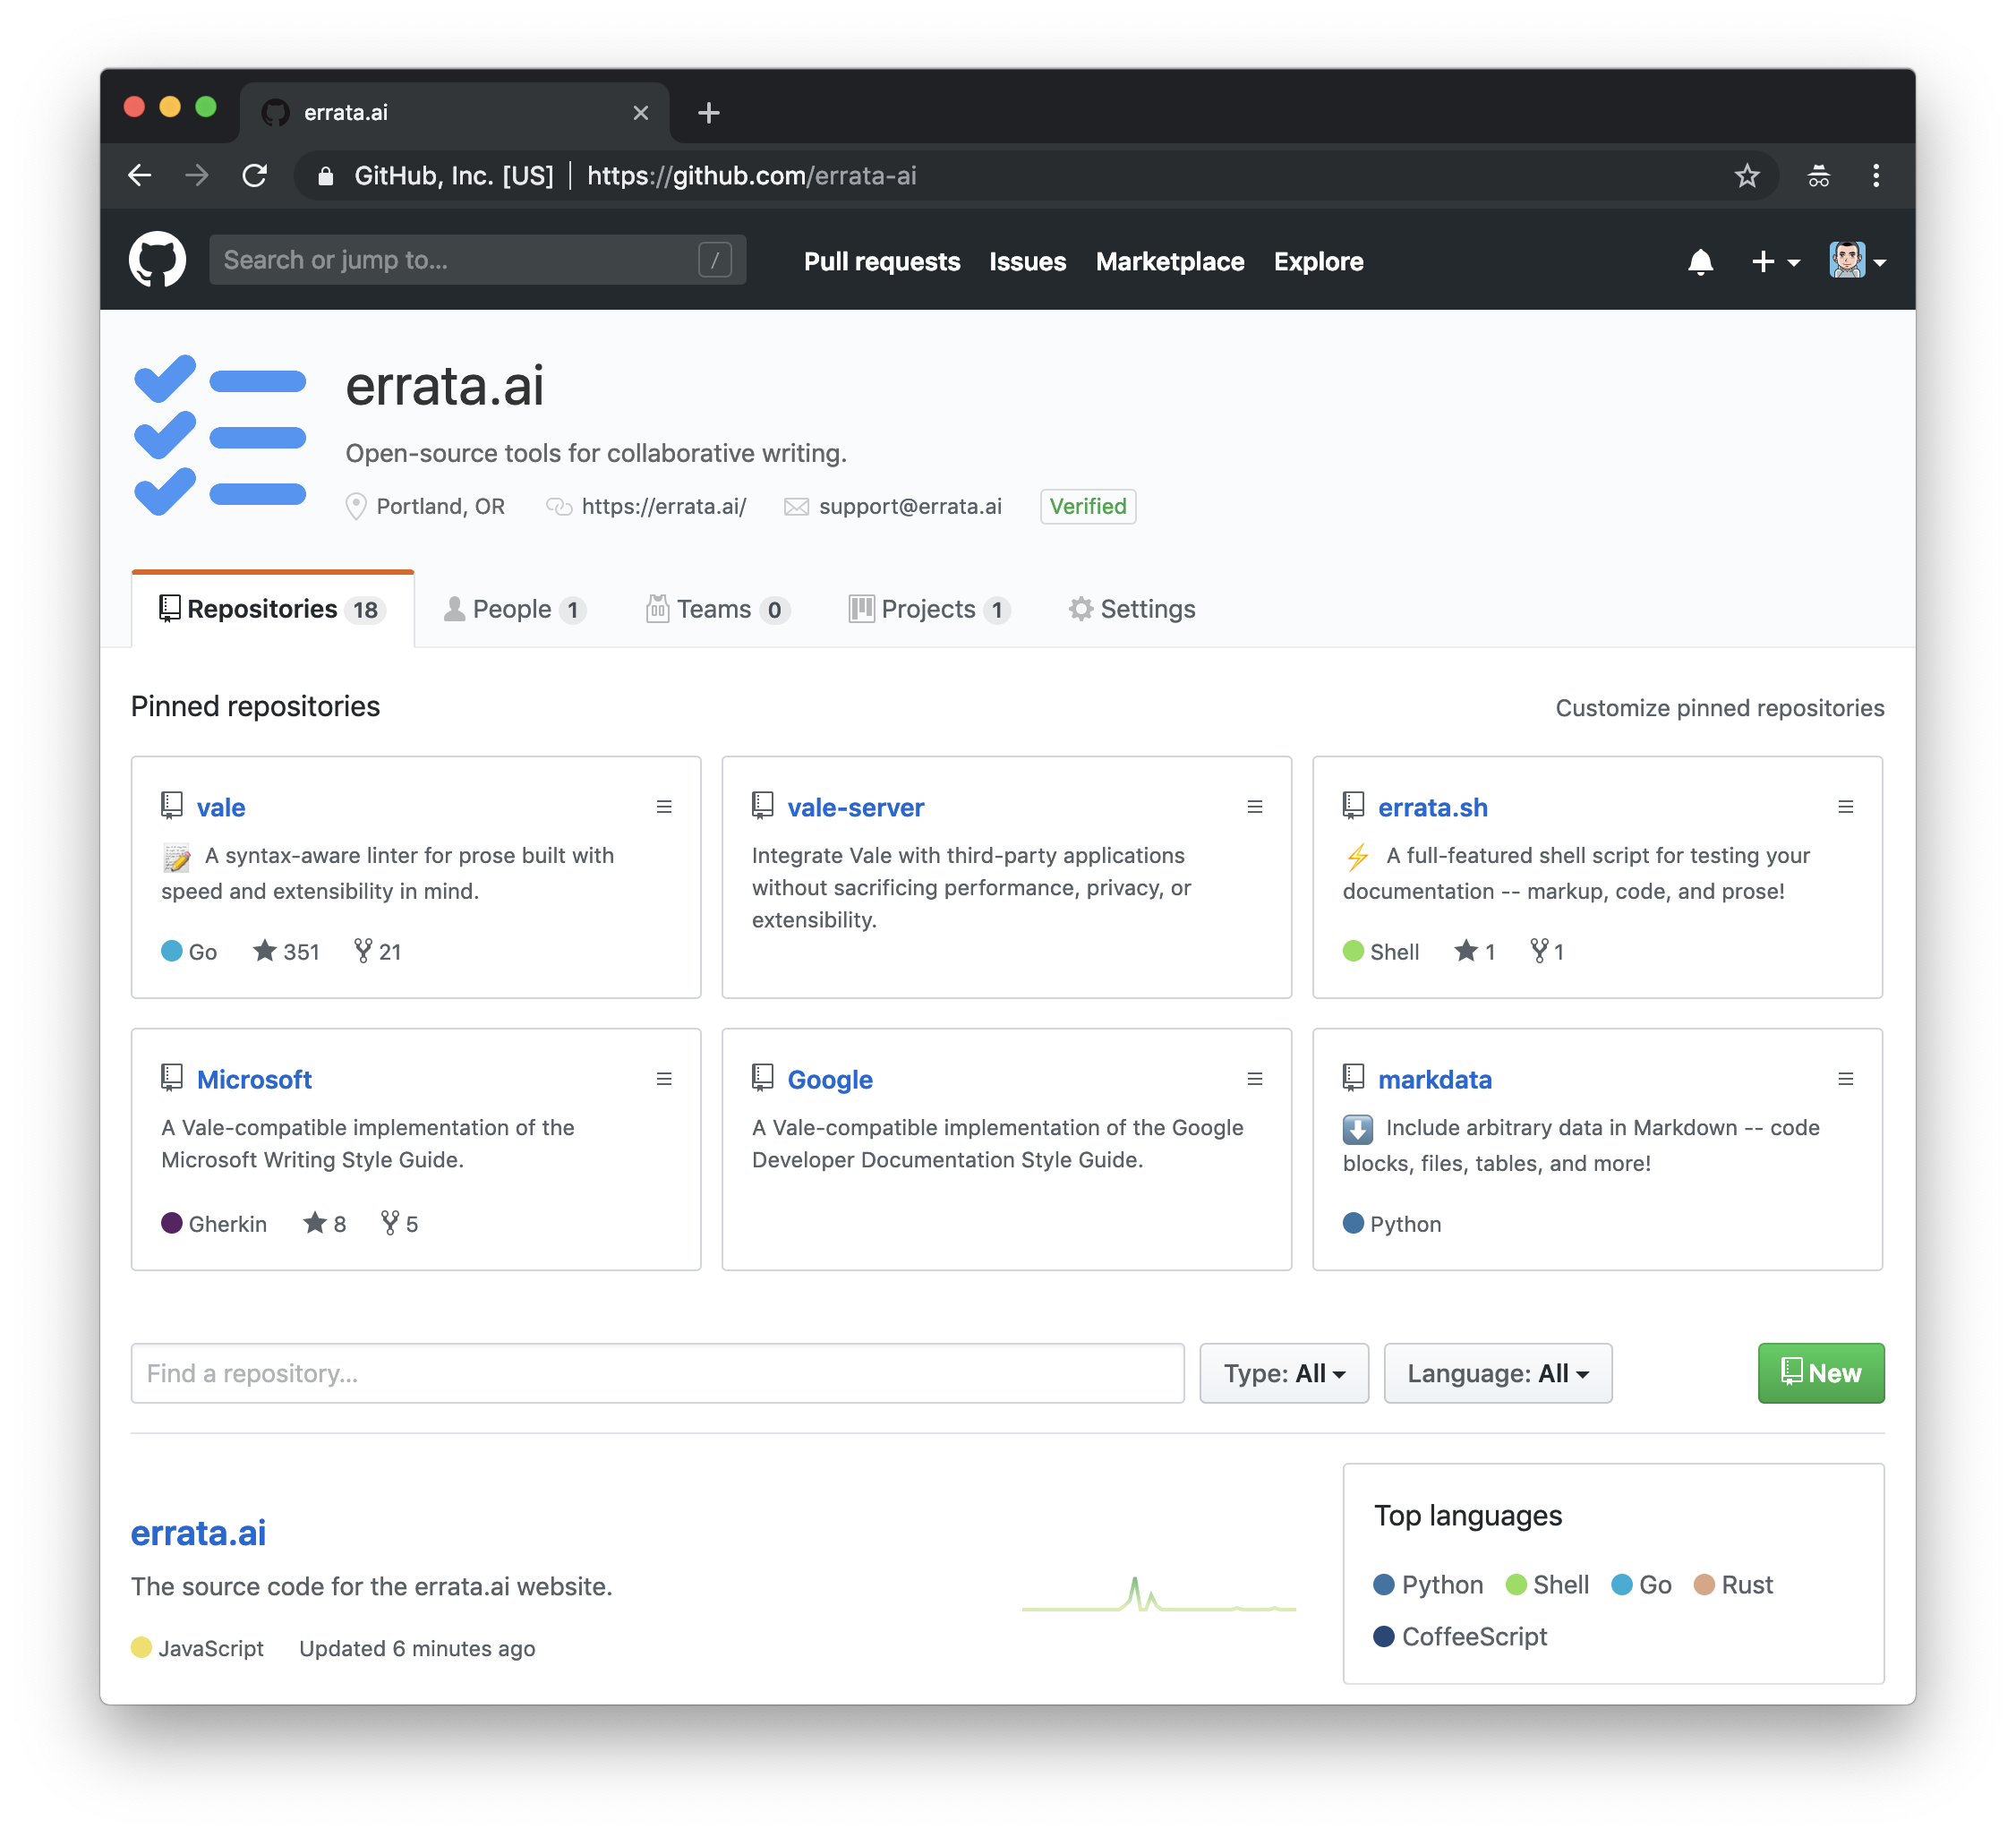 errata.ai
GitHub, Inc. [US] | https://github.com/errata-ai
Search or jump to... /
Pull requests Issues Marketplace Explore
errata.ai
Open-source tools for collaborative writing.
Portland, OR https://errata.ai/ support@errata.ai Verified
Repositories 18 People 1 Teams 0 Projects 1 Settings
Pinned repositories Customize pinned repositories
vale
A syntax-aware linter for prose built with
speed and extensibility in mind.
Go 351 21
vale-server
Integrate Vale with third-party applications
without sacrificing performance, privacy, or
extensibility.
errata.sh
⚡ A full-featured shell script for testing your
documentation -- markup, code, and prose!
Shell 1 1
Microsoft
A Vale-compatible implementation of the
Microsoft Writing Style Guide.
Gherkin 8 5
Google
A Vale-compatible implementation of the Google
Developer Documentation Style Guide.
markdata
Include arbitrary data in Markdown -- code
blocks, files, tables, and more!
Python
Find a repository... Type: All Language: All New
errata.ai
The source code for the errata.ai website.
JavaScript Updated 6 minutes ago
Top languages
Python Shell Go Rust
CoffeeScript